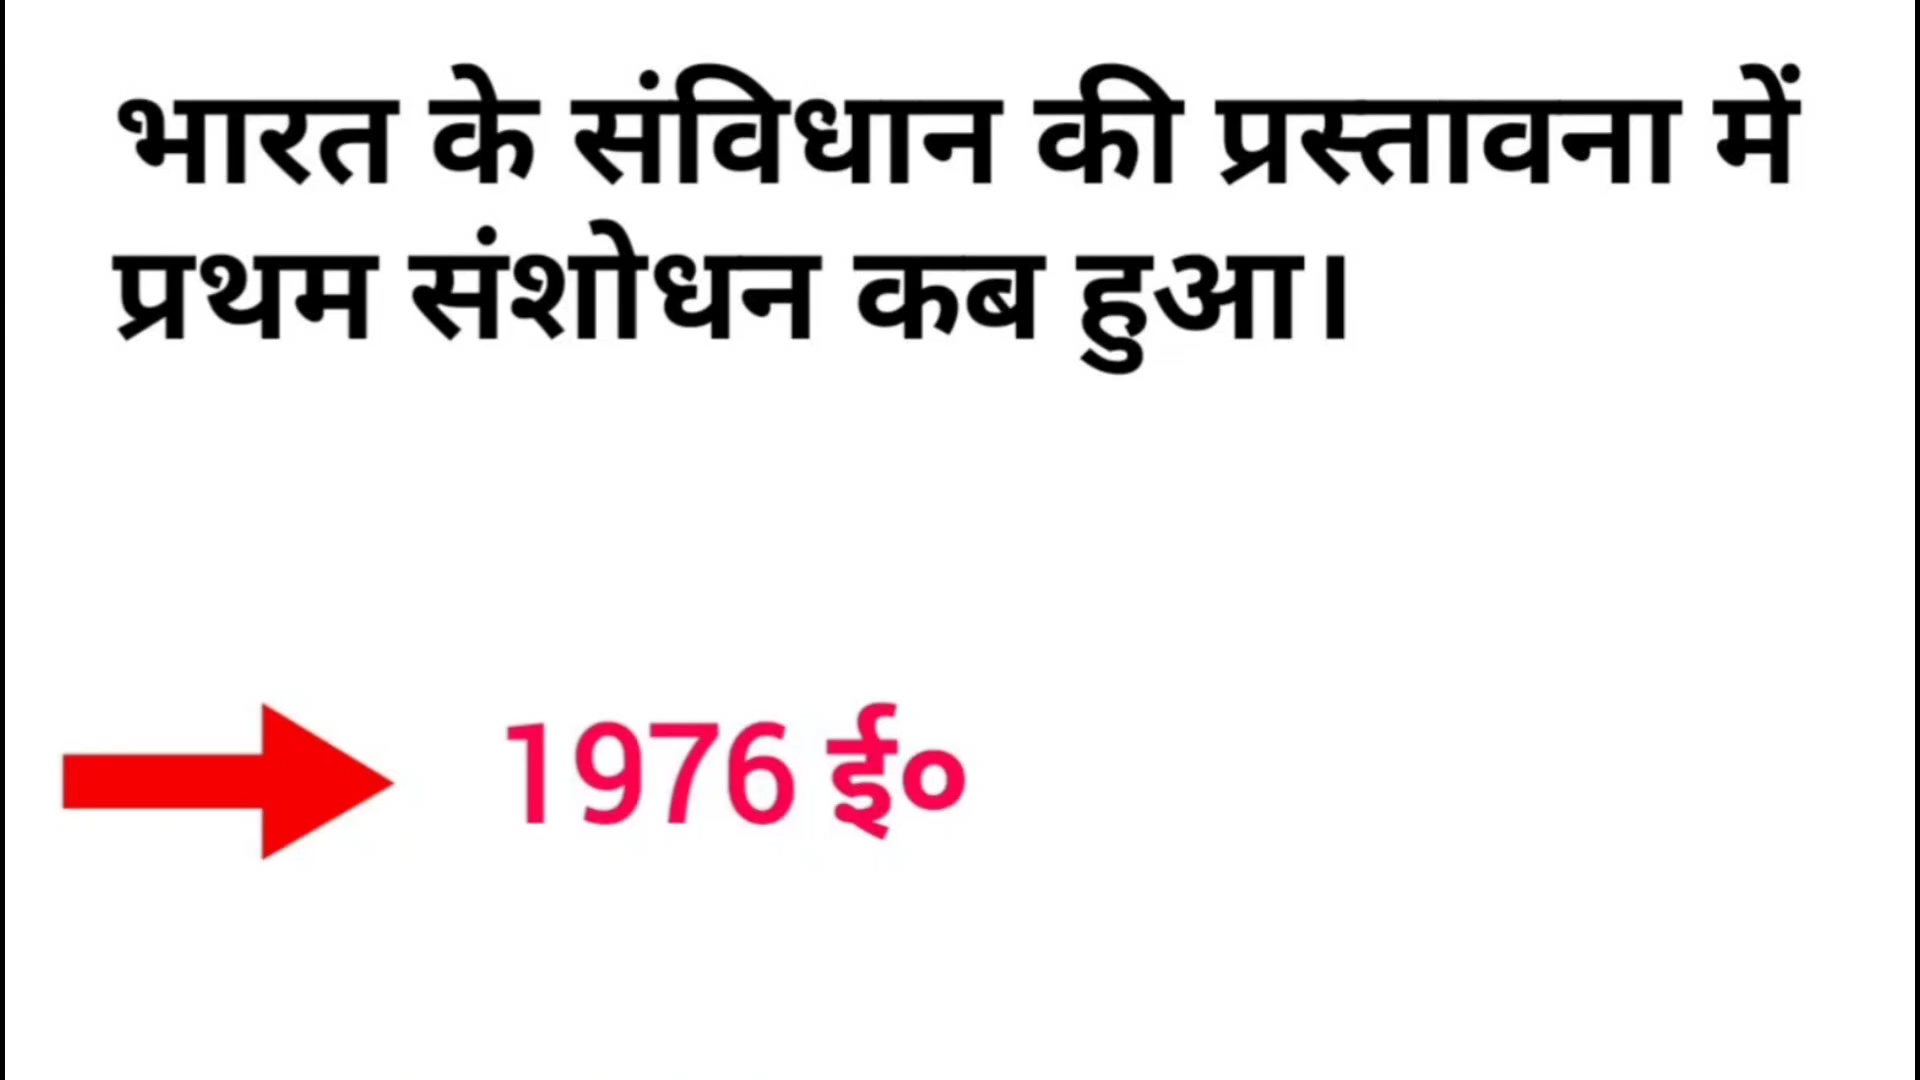 भारत के संविधान की प्रस्तावना में
प्रथम संशोधन कब हुआ।
1976 ई०